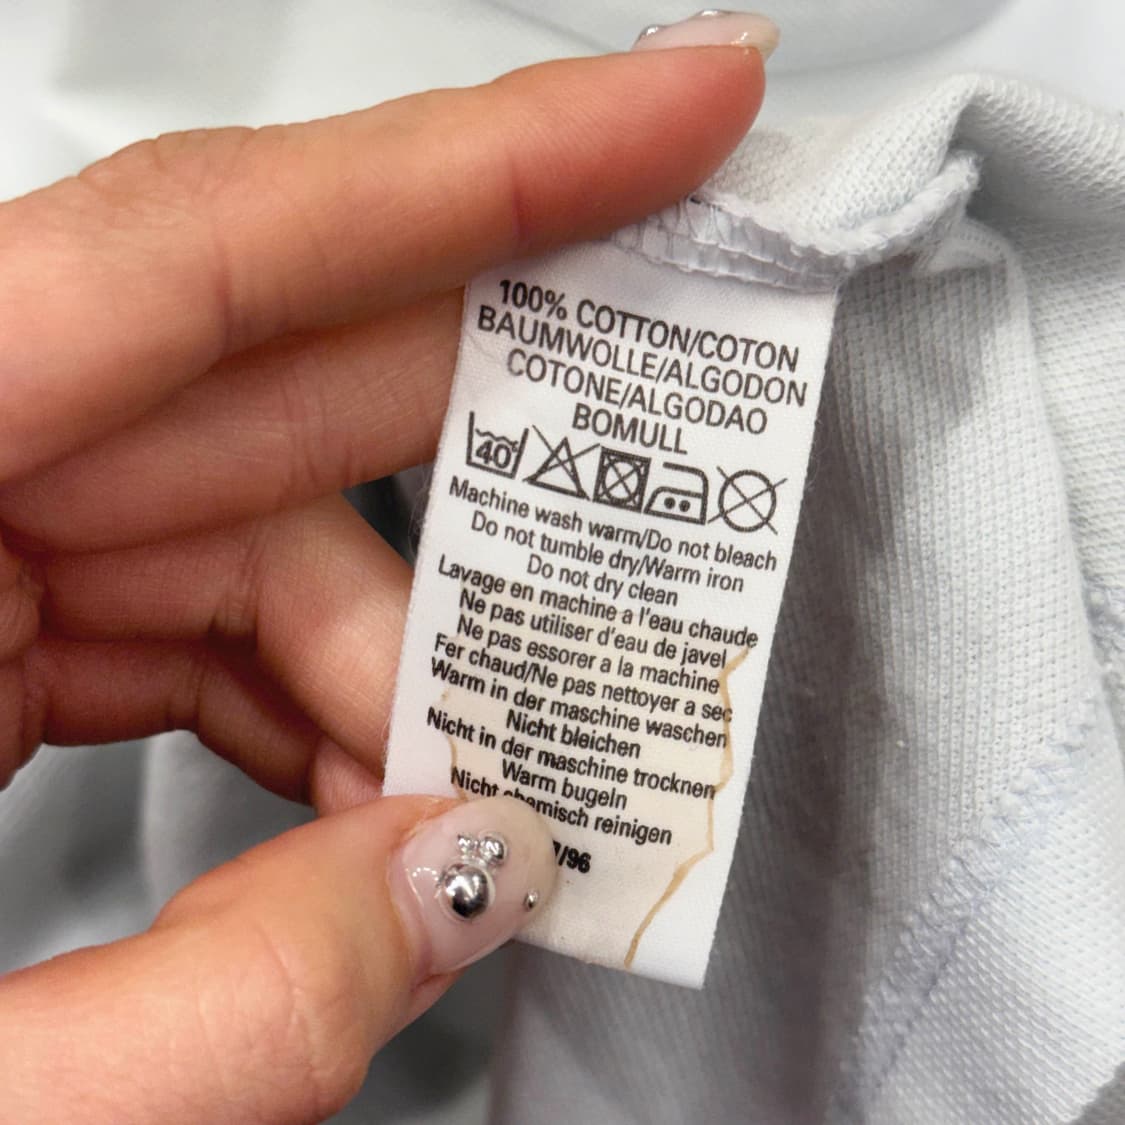 100% COTTON/COTON
BAUMWOLLE/ALGODON
COTONE/ALGODAO
BOMULL
40
Machine wash warm/Do not bleach
Do not tumble dry/Warm iron
Do not dry clean
Lavage en machine a l'eau chaude
Ne pas utiliser d'eau de javel
Ne pas essorer a la machine
Fer chaud/Ne pas nettoyer a sec
Warm in der maschine waschen
Nicht bleichen
Nicht in der maschine trocknen
Warm bugeln
Nicht chemisch reinigen
/96